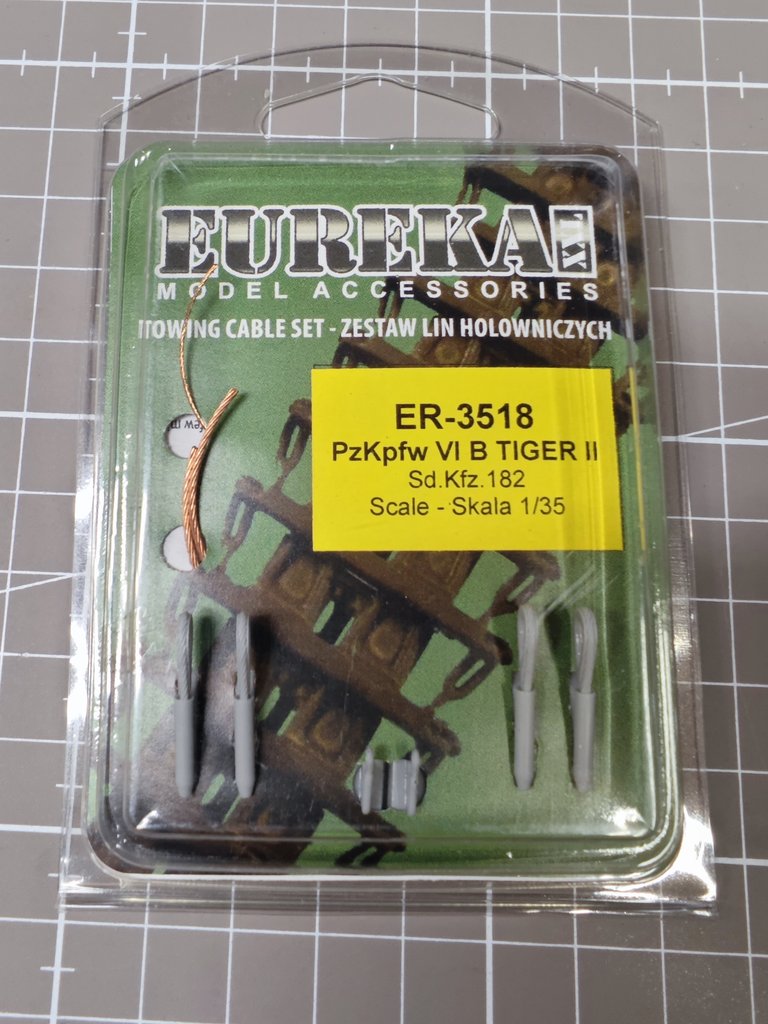 EUREKA XXL
MODEL ACCESSORIES
TOWING CABLE SET - ZESTAW LIN HOLOWNICZYCH
ER-3518
PzKpfw VI B TIGER II
Sd.Kfz.182
Scale - Skala 1/35
few m